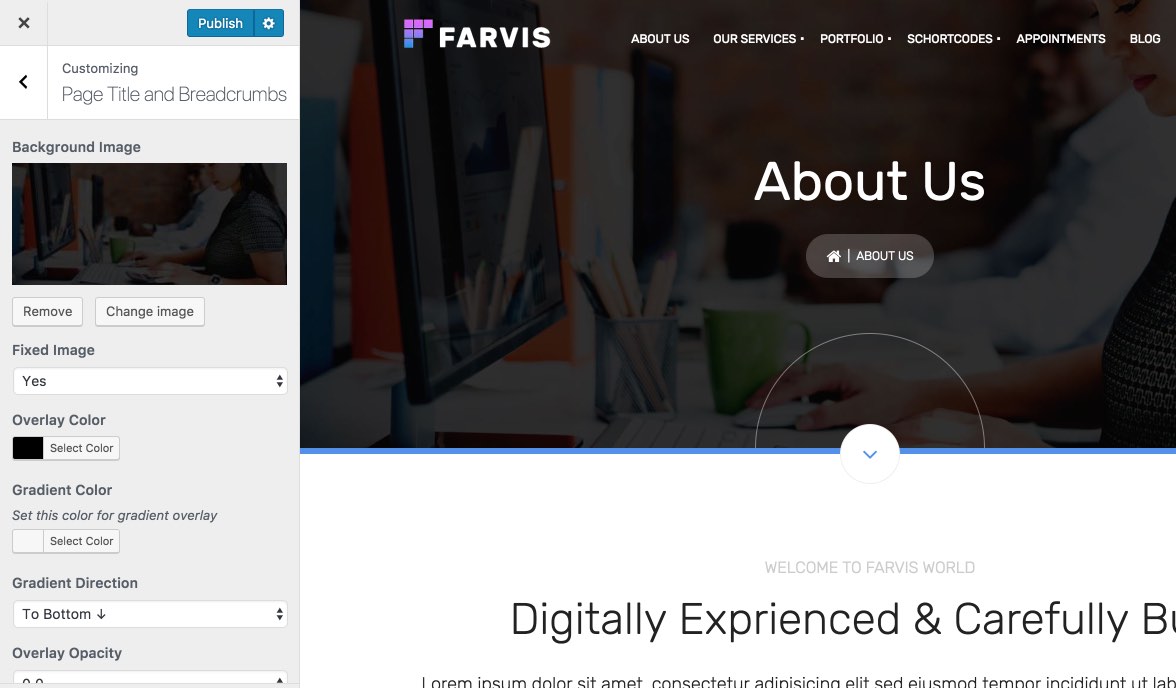 Publish
Customizing
Page Title and Breadcrumbs
Background Image
Remove
Change image
Fixed Image
Yes
Overlay Color
Select Color
Gradient Color
Set this color for gradient overlay
Select Color
Gradient Direction
To Bottom ↓
Overlay Opacity
FARVIS
ABOUT US OUR SERVICES • PORTFOLIO • SCHORTCODES • APPOINTMENTS BLOG
About Us
| ABOUT US
WELCOME TO FARVIS WORLD
Digitally Exprienced & Carefully Bu
Lorem ipsum dolor sit amet, consectetur adipisicing elit sed eiusmod tempor incididunt ut lab